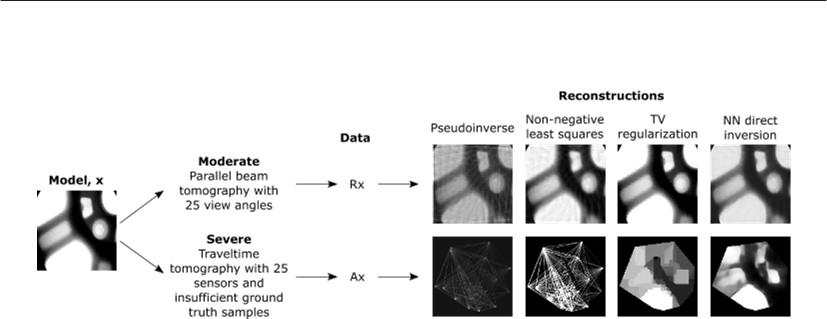 Reconstructions
Pseudoinverse
Non-negative
least squares
TV
regularization
NN direct
inversion
Data
Model, x
Moderate
Parallel beam
tomography with
25 view angles
Rx
Severe
Traveltime
tomography with 25
sensors and
insufficient ground
truth samples
Ax